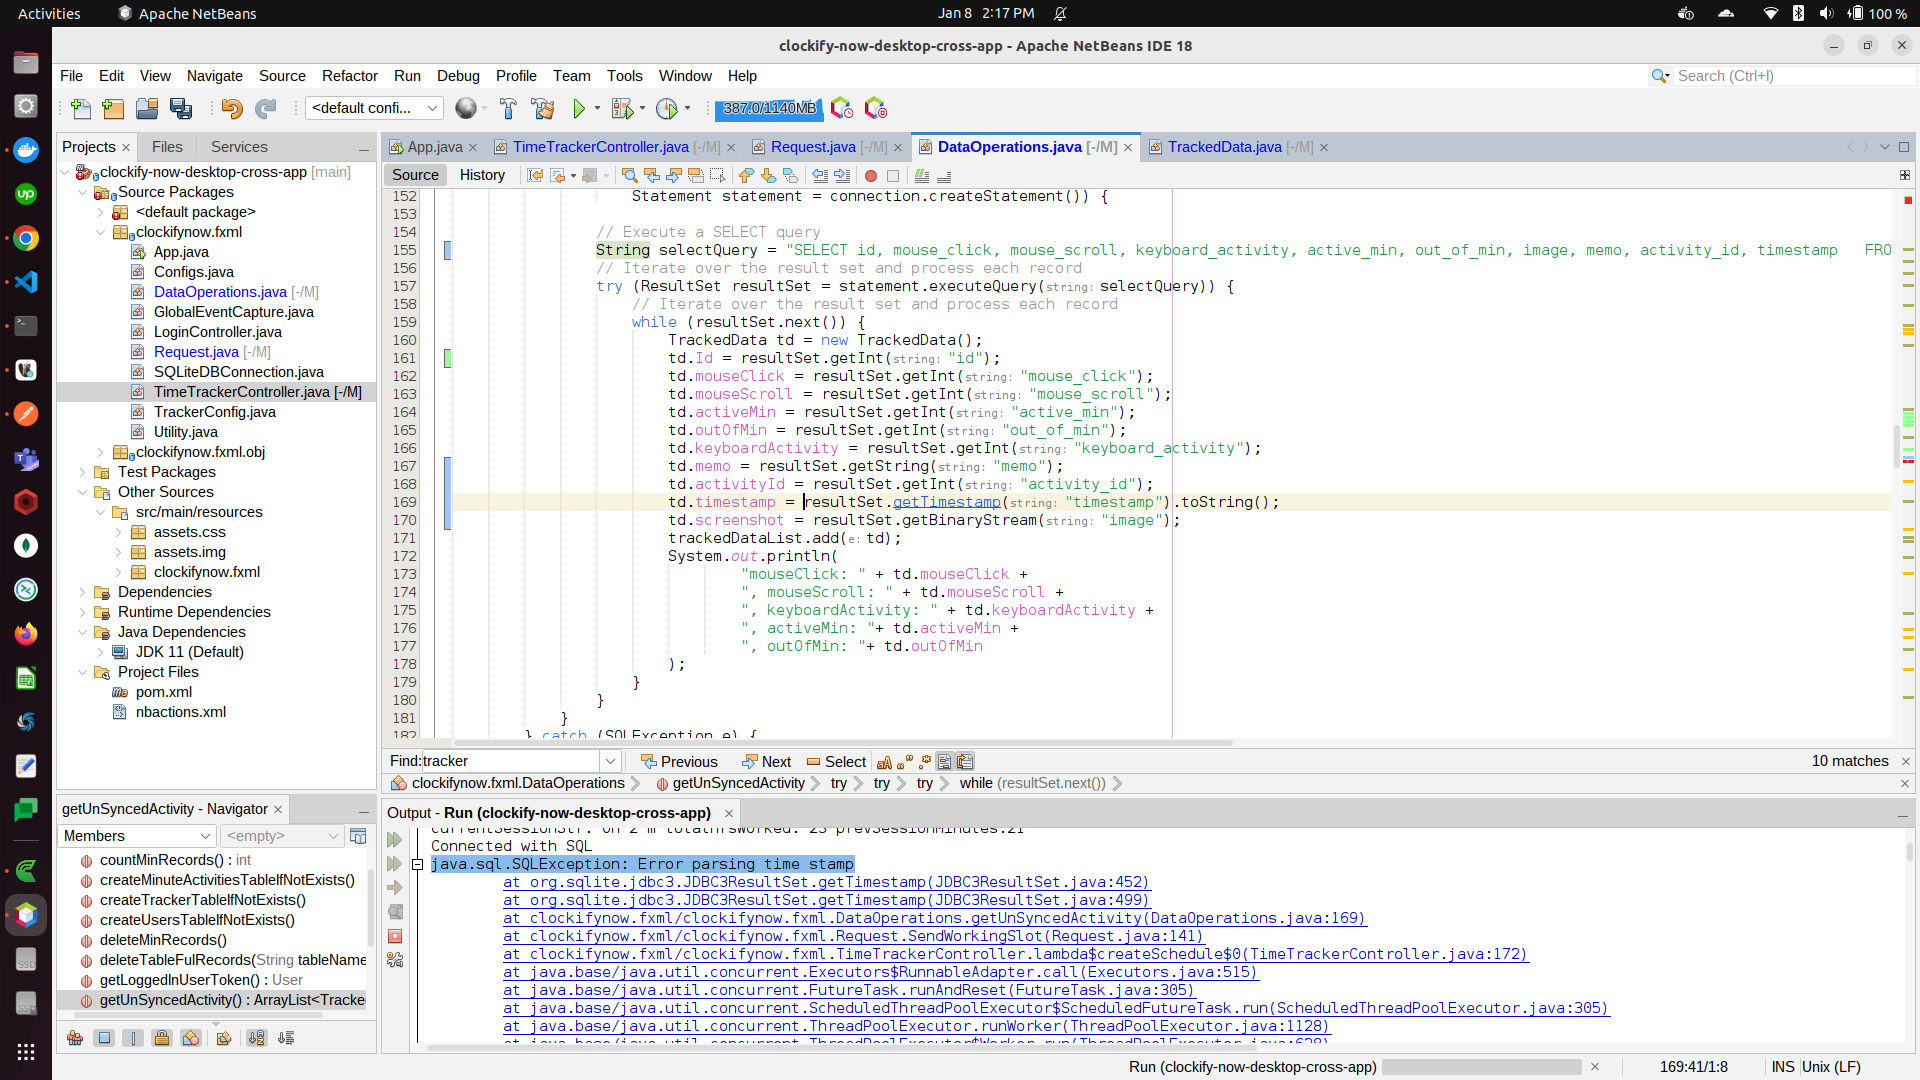 Activities
Apache NetBeans
Jan 8 2:17 PM
100 %
clockify-now-desktop-cross-app - Apache NetBeans IDE 18
File Edit View Navigate Source Refactor Run Debug Profile Team Tools Window Help
Search (Ctrl+I)
<default confi...
387.0/1140MB
Projects
Files
Services
clockify-now-desktop-cross-app [main]
Source Packages
<default package>
clockifynow.fxml
App.java
Configs.java
DataOperations.java [-/M]
GlobalEventCapture.java
LoginController.java
Request.java [-/M]
SQLiteDBConnection.java
TimeTrackerController.java [-/M]
TrackerConfig.java
Utility.java
clockifynow.fxml.obj
Test Packages
Other Sources
src/main/resources
assets.css
assets.img
clockifynow.fxml
Dependencies
Runtime Dependencies
Java Dependencies
JDK 11 (Default)
Project Files
pom.xml
nbactions.xml
getUnSyncedActivity - Navigator
Members
<empty>
countMinRecords() : int
createMinuteActivitiesTableIfNotExists()
createTrackerTableIfNotExists()
createUsersTableIfNotExists()
deleteMinRecords()
deleteTableFulRecords(String tableName
getLoggedInUserToken() : User
getUnSyncedActivity() : ArrayList<Tracke
App.java
TimeTrackerController.java [-/M]
Request.java [-/M]
DataOperations.java [-/M]
TrackedData.java [-/M]
Source
History
152 Statement statement = connection.createStatement()) {
153
154 // Execute a SELECT query
155 String selectQuery = "SELECT id, mouse_click, mouse_scroll, keyboard_activity, active_min, out_of_min, image, memo, activity_id, timestamp   FRO
156 // Iterate over the result set and process each record
157 try (ResultSet resultSet = statement.executeQuery(string: selectQuery)) {
158 // Iterate over the result set and process each record
159 while (resultSet.next()) {
160 TrackedData td = new TrackedData();
161 td.Id = resultSet.getInt(string: "id");
162 td.mouseClick = resultSet.getInt(string: "mouse_click");
163 td.mouseScroll = resultSet.getInt(string: "mouse_scroll");
164 td.activeMin = resultSet.getInt(string: "active_min");
165 td.outOfMin = resultSet.getInt(string: "out_of_min");
166 td.keyboardActivity = resultSet.getInt(string: "keyboard_activity");
167 td.memo = resultSet.getString(string: "memo");
168 td.activityId = resultSet.getInt(string: "activity_id");
169 td.timestamp = resultSet.getTimestamp(string: "timestamp").toString();
170 td.screenshot = resultSet.getBinaryStream(string: "image");
171 trackedDataList.add(e: td);
172 System.out.println(
173 "mouseClick: " + td.mouseClick +
174 ", mouseScroll: " + td.mouseScroll +
175 ", keyboardActivity: " + td.keyboardActivity +
176 ", activeMin: "+ td.activeMin +
177 ", outOfMin: "+ td.outOfMin
178 );
179 }
180 }
181 }
182 } catch (SQLException e) {
Find: tracker
Previous
Next
Select
10 matches
clockifynow.fxml.DataOperations
getUnSyncedActivity
try
try
try
while (resultSet.next())
Output - Run (clockify-now-desktop-cross-app)
currentSessionStr: 0h 2 m totalHrsWorked: 23 prevSessionMinutes:21
Connected with SQL
java.sql.SQLException: Error parsing time stamp
at org.sqlite.jdbc3.JDBC3ResultSet.getTimestamp(JDBC3ResultSet.java:452)
at org.sqlite.jdbc3.JDBC3ResultSet.getTimestamp(JDBC3ResultSet.java:499)
at clockifynow.fxml/clockifynow.fxml.DataOperations.getUnSyncedActivity(DataOperations.java:169)
at clockifynow.fxml/clockifynow.fxml.Request.SendWorkingSlot(Request.java:141)
at clockifynow.fxml/clockifynow.fxml.TimeTrackerController.lambda$createSchedule$0(TimeTrackerController.java:172)
at java.base/java.util.concurrent.Executors$RunnableAdapter.call(Executors.java:515)
at java.base/java.util.concurrent.FutureTask.runAndReset(FutureTask.java:305)
at java.base/java.util.concurrent.ScheduledThreadPoolExecutor$ScheduledFutureTask.run(ScheduledThreadPoolExecutor.java:305)
at java.base/java.util.concurrent.ThreadPoolExecutor.runWorker(ThreadPoolExecutor.java:1128)
at java.base/java.util.concurrent.ThreadPoolExecutor$Worker.run(ThreadPoolExecutor.java:628)
Run (clockify-now-desktop-cross-app)
169:41/1:8
INS
Unix (LF)